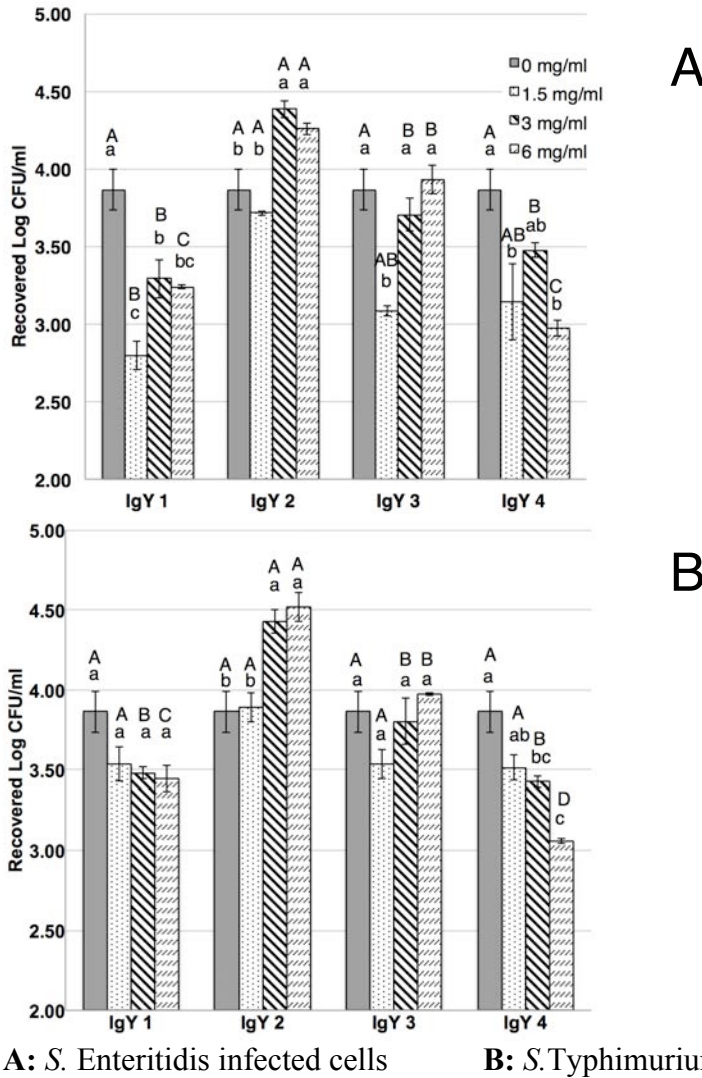 5.00
4.50
4.00
3.50
3.00
2.50
2.00
Recovered Log CFU/ml
A
0 mg/ml
1.5 mg/ml
3 mg/ml
6 mg/ml
A a
B c
B b
C bc
A b
A b
A a
A a
A a
AB b
B a
B a
A a
AB b
B ab
C b
IgY 1 IgY 2 IgY 3 IgY 4
5.00
4.50
4.00
3.50
3.00
2.50
2.00
Recovered Log CFU/ml
B
A a
A a
B a
C a
A b
A b
A a
A a
A a
A a
B a
B a
A a
A ab
B bc
D c
IgY 1 IgY 2 IgY 3 IgY 4
A: S. Enteritidis infected cells B: S.Typhimuriu